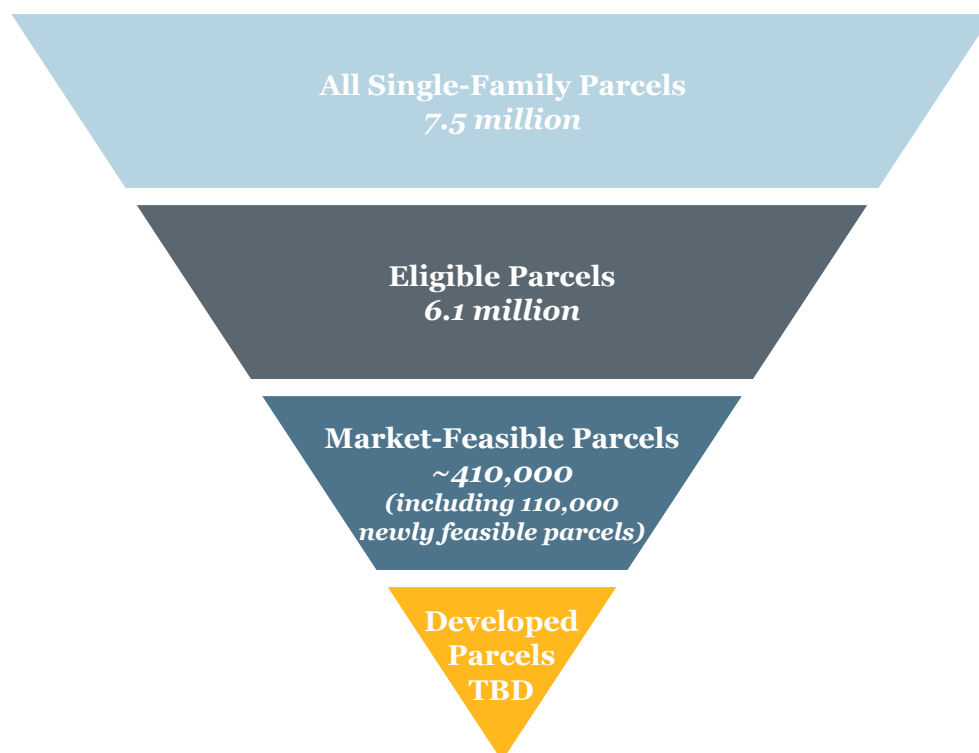 All Single-Family Parcels
7.5 million
Eligible Parcels
6.1 million
Market-Feasible Parcels
~410,000
(including 110,000
newly feasible parcels)
Developed
Parcels
TBD